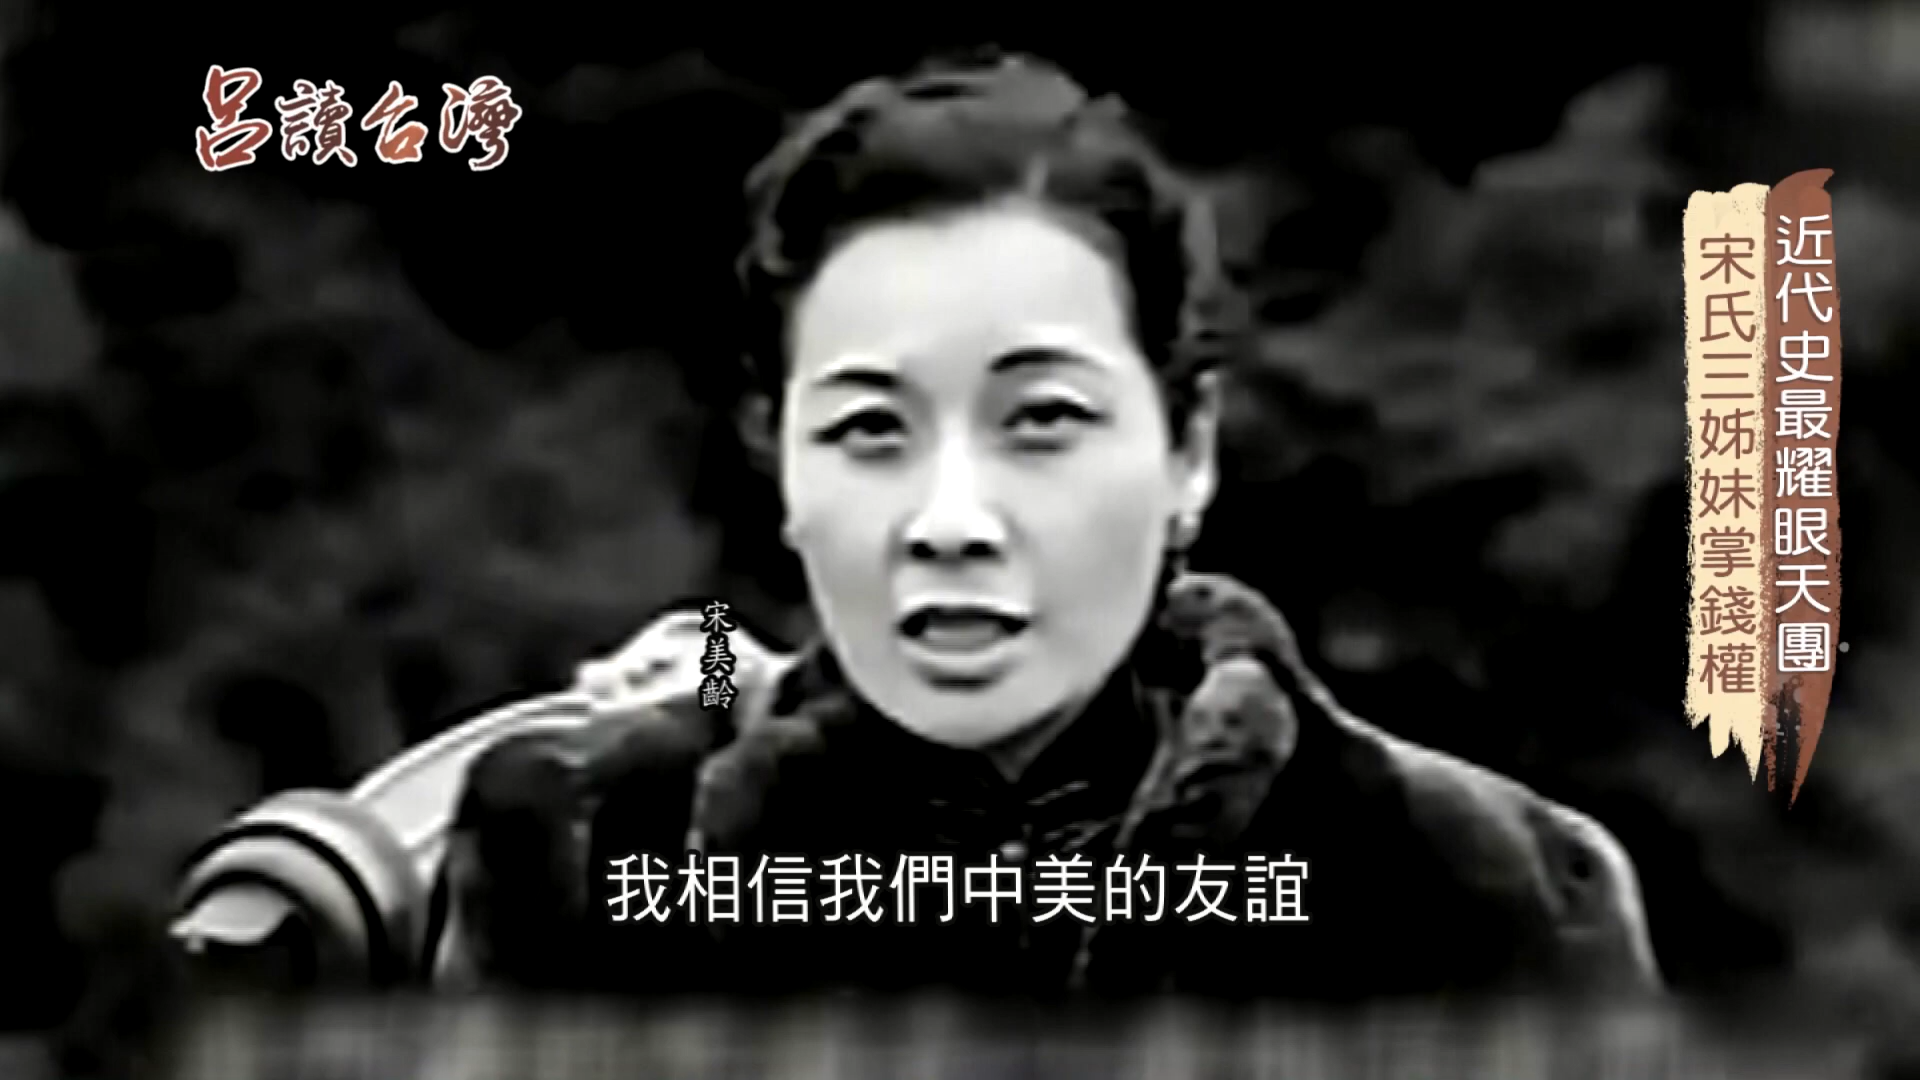 呂讀台灣
近代史最耀眼天團
宋氏三姊妹掌錢權
宋美齡
我相信我們中美的友誼